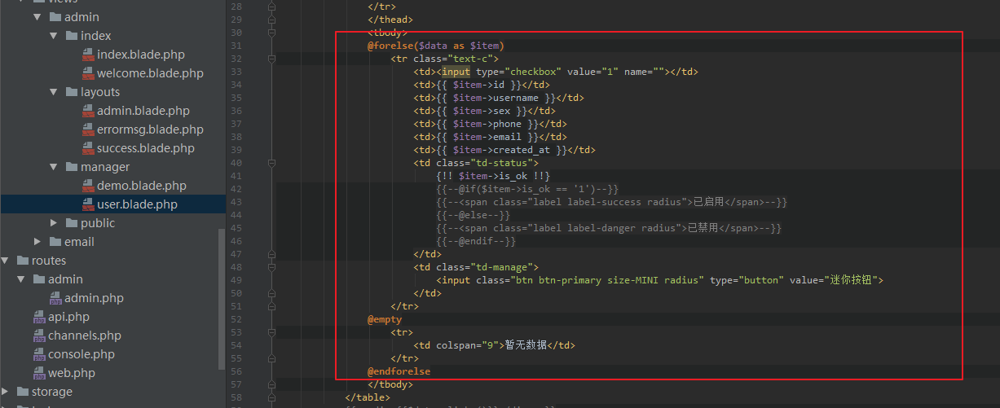 views
admin
index
index.blade.php
welcome.blade.php
layouts
admin.blade.php
errormsg.blade.php
success.blade.php
manager
demo.blade.php
user.blade.php
public
email
routes
admin
admin.php
api.php
channels.php
console.php
web.php
storage
28 </tr>
29 </thead>
30 <tbody>
31 @forelse($data as $item)
32 <tr class="text-c">
33 <td><input type="checkbox" value="1" name=""></td>
34 <td>{{ $item->id }}</td>
35 <td>{{ $item->username }}</td>
36 <td>{{ $item->sex }}</td>
37 <td>{{ $item->phone }}</td>
38 <td>{{ $item->email }}</td>
39 <td>{{ $item->created_at }}</td>
40 <td class="td-status">
41 {!! $item->is_ok !!}
42 {{--@if($item->is_ok == '1')--}}
43 {{--<span class="label label-success radius">已启用</span>--}}
44 {{--@else--}}
45 {{--<span class="label label-danger radius">已禁用</span>--}}
46 {{--@endif--}}
47 </td>
48 <td class="td-manage">
49 <input class="btn btn-primary size-MINI radius" type="button" value="迷你按钮">
50 </td>
51 </tr>
52 @empty
53 <tr>
54 <td colspan="9">暂无数据</td>
55 </tr>
56 @endforelse
57 </tbody>
58 </table>